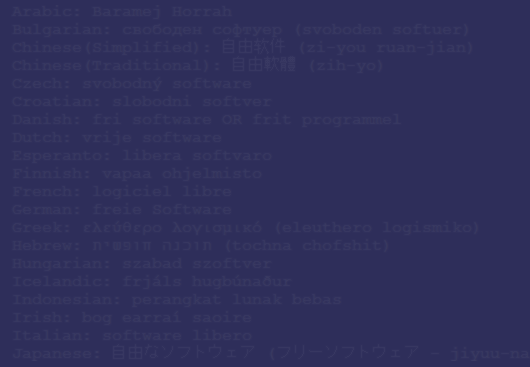 Arabic: Baramej Horrah
Bulgarian: свободен софтуер (svoboden softuer)
Chinese(Simplified): 自由软件 (zi-you ruan-jian)
Chinese(Traditional): 自由軟體 (zih-yo)
Czech: svobodný software
Croatian: slobodni softver
Danish: fri software OR frit programmel
Dutch: vrije software
Esperanto: libera softvaro
Finnish: vapaa ohjelmisto
French: logiciel libre
German: freie Software
Greek: ελεύθερο λογισμικό (eleuthero logismiko)
Hebrew: תוכנה חופשית (tochna chofshit)
Hungarian: szabad szoftver
Icelandic: frjáls hugbúnaður
Indonesian: perangkat lunak bebas
Irish: bog earraí saoire
Italian: software libero
Japanese: 自由なソフトウェア (フリーソフトウェア - jiyuu-na